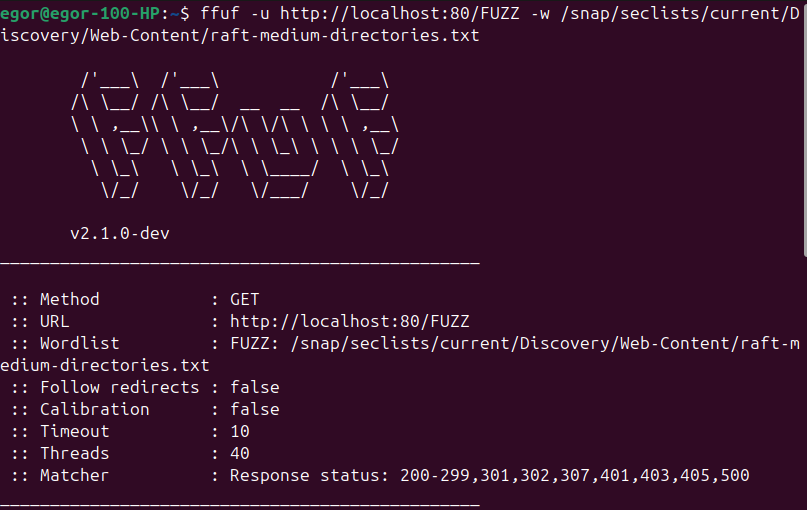 egor@egor-100-HP:~$ ffuf -u http://localhost:80/FUZZ -w /snap/seclists/current/D
iscovery/Web-Content/raft-medium-directories.txt

        /'___\  /'___\           /'___\
       /\ \__/ /\ \__/  __  __  /\ \__/
       \ \ ,__\\ \ ,__\/\ \/\ \ \ \ ,__\
        \ \ \_/ \ \ \_/\ \ \_\ \ \ \ \_/
         \ \_\   \ \_\  \ \____/  \ \_\
          \/_/    \/_/   \/___/    \/_/

       v2.1.0-dev
________________________________________________

 :: Method           : GET
 :: URL              : http://localhost:80/FUZZ
 :: Wordlist         : FUZZ: /snap/seclists/current/Discovery/Web-Content/raft-m
edium-directories.txt
 :: Follow redirects : false
 :: Calibration      : false
 :: Timeout          : 10
 :: Threads          : 40
 :: Matcher          : Response status: 200-299,301,302,307,401,403,405,500
________________________________________________